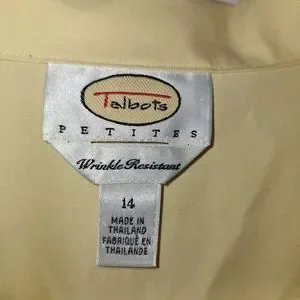 Talbots
PETITES
Wrinkle Resistant
14
MADE IN
THAILAND
FABRIQUÉ EN
THAÏLANDE